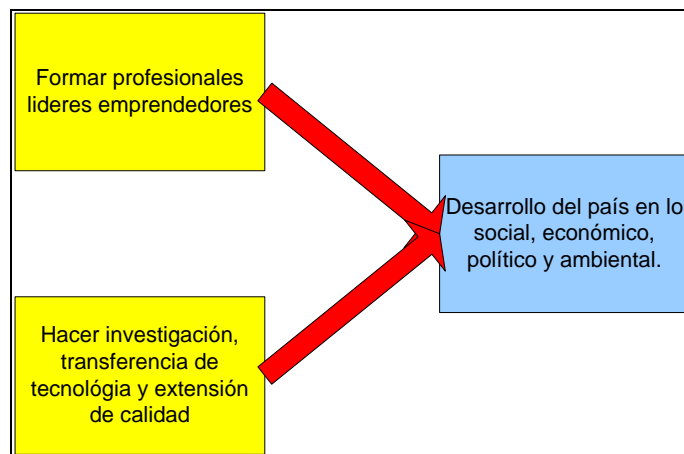 Formar profesionales
lideres emprendedores
Desarrollo del país en lo
social, económico,
político y ambiental.
Hacer investigación,
transferencia de
tecnológia y extensión
de calidad